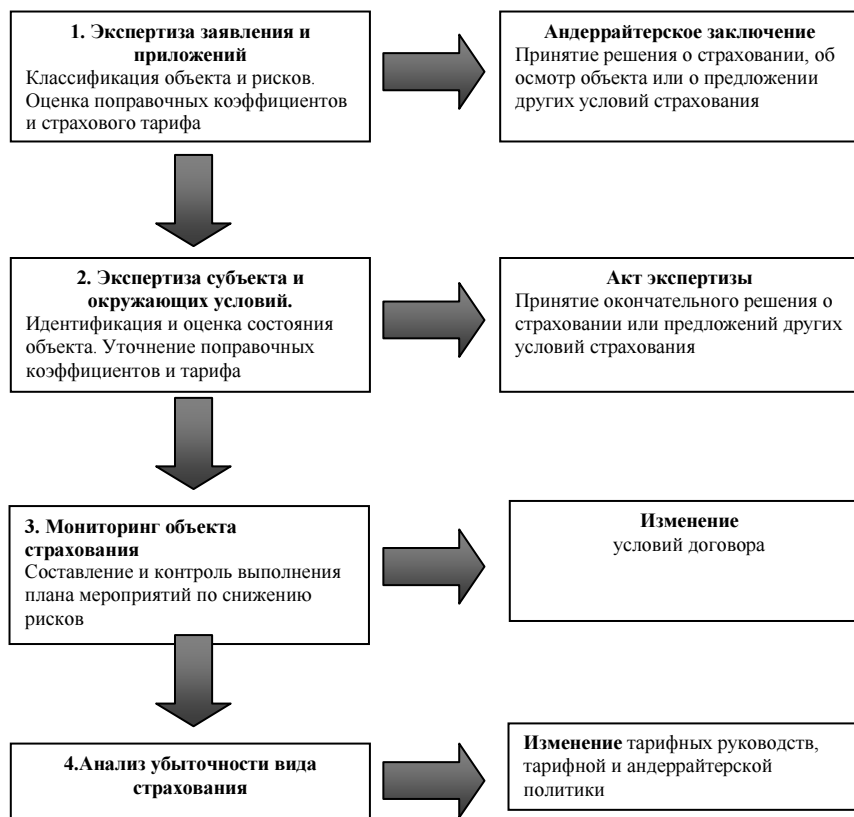 1. Экспертиза заявления и
приложений
Классификация объекта и рисков.
Оценка поправочных коэффициентов
и страхового тарифа
Андеррайтерское заключение
Принятие решения о страховании, об
осмотр объекта или о предложении
других условий страхования
2. Экспертиза субъекта и
окружающих условий.
Идентификация и оценка состояния
объекта. Уточнение поправочных
коэффициентов и тарифа
Акт экспертизы
Принятие окончательного решения о
страховании или предложений других
условий страхования
3. Мониторинг объекта
страхования
Составление и контроль выполнения
плана мероприятий по снижению
рисков
Изменение
условий договора
4.Анализ убыточности вида
страхования
Изменение тарифных руководств,
тарифной и андеррайтерской
политики